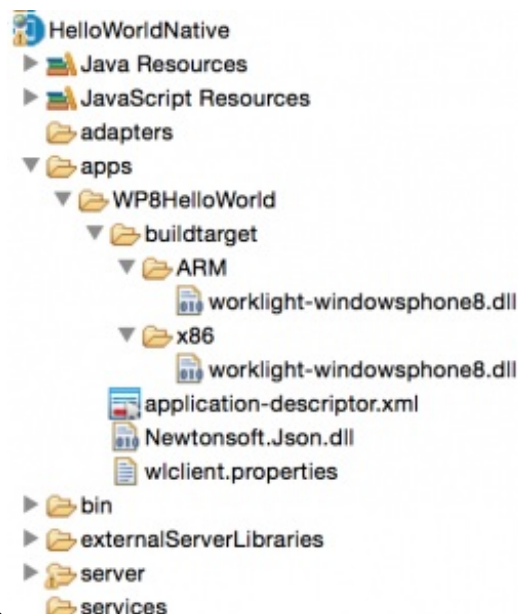 HelloWorldNative
Java Resources
JavaScript Resources
adapters
apps
WP8HelloWorld
buildtarget
ARM
worklight-windowsphone8.dll
x86
worklight-windowsphone8.dll
application-descriptor.xml
Newtonsoft.Json.dll
wlclient.properties
bin
externalServerLibraries
server
services